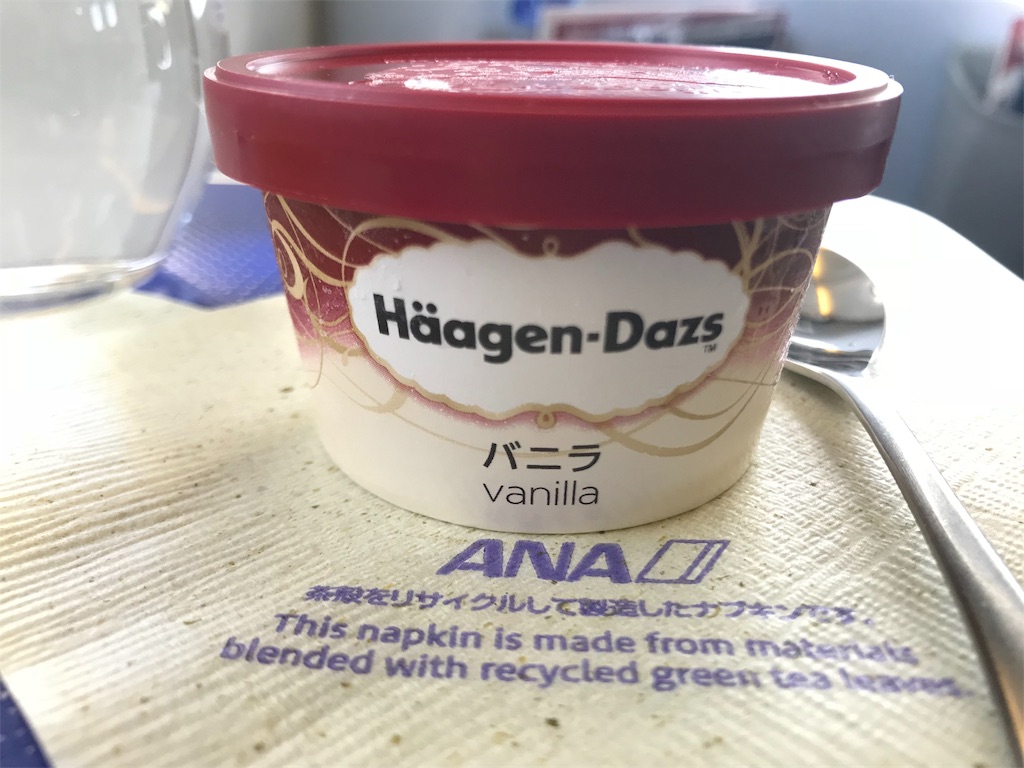 Häagen-Dazs
TM
バニラ
vanilla
ANA
茶殻をリサイクルして製造したナプキンです。
This napkin is made from materials
blended with recycled green tea leaves.